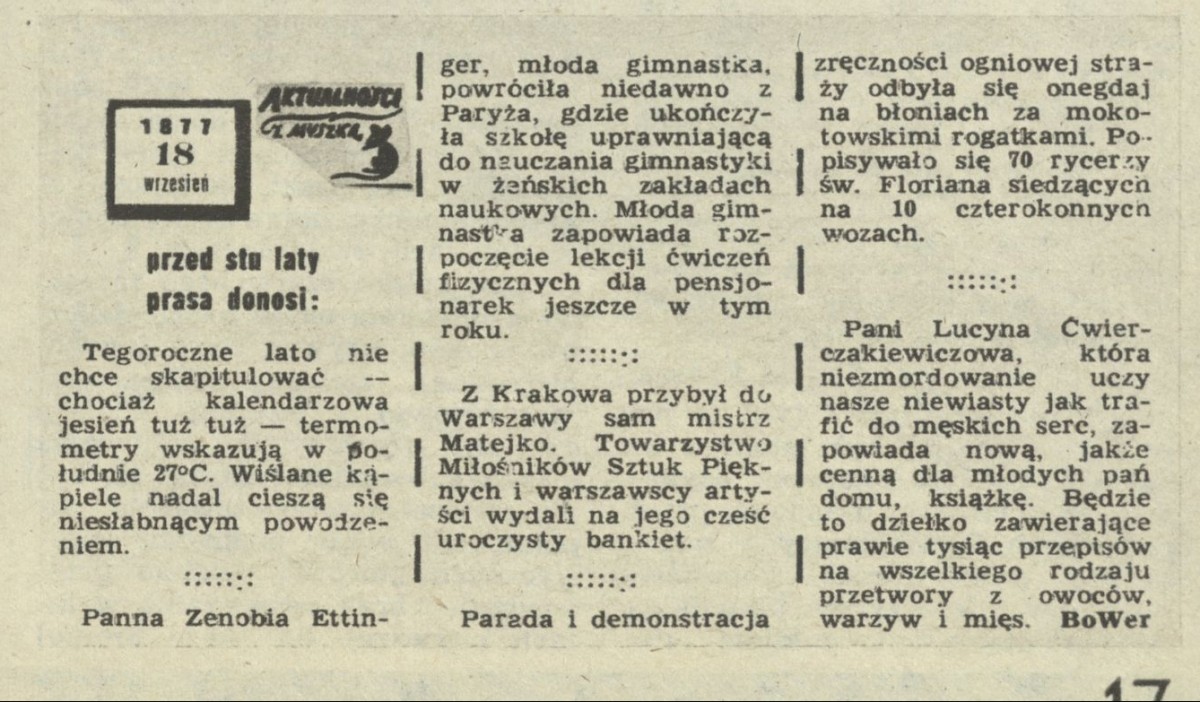 1877
18
wrzesień
AKTUALNOŚCI
Z MUSZKĄ
przed stu laty
prasa donosi:
Tegoroczne lato nie
chce skapitulować —
chociaż kalendarzowa
jesień tuż tuż — termo-
metry wskazują w po-
łudnie 27°C. Wiślane ką-
piele nadal cieszą się
niesłabnącym powodze-
niem.
::::::
Panna Zenobia Ettin-
ger, młoda gimnastka,
powróciła niedawno z
Paryża, gdzie ukończy-
ła szkołę uprawniającą
do nauczania gimnastyki
w żeńskich zakładach
naukowych. Młoda gim-
nastka zapowiada roz-
poczęcie lekcji ćwiczeń
fizycznych dla pensjo-
narek jeszcze w tym
roku.
::::::
Z Krakowa przybył do
Warszawy sam mistrz
Matejko. Towarzystwo
Miłośników Sztuk Pięk-
nych i warszawscy arty-
ści wydali na jego cześć
uroczysty bankiet.
::::::
Parada i demonstracja
zręczności ogniowej stra-
ży odbyła się onegdaj
na błoniach za moko-
towskimi rogatkami. Po-
pisywało się 70 rycerzy
św. Floriana siedzących
na 10 czterokonnych
wozach.
::::::
Pani Lucyna Ćwier-
czakiewiczowa, która
niezmordowanie uczy
nasze niewiasty jak tra-
fić do męskich serc, za-
powiada nową, jakże
cenną dla młodych pań
domu, książkę. Będzie
to dziełko zawierające
prawie tysiąc przepisów
na wszelkiego rodzaju
przetwory z owoców,
warzyw i mięs. BoWer
17